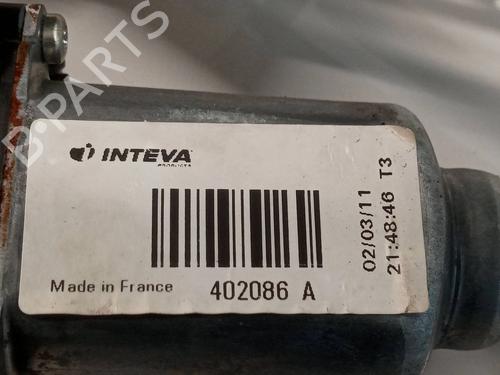 INTEVA
PRODUCTS
Made in France
402086 A
02/03/11
21:48:46 T3
B-PARTS